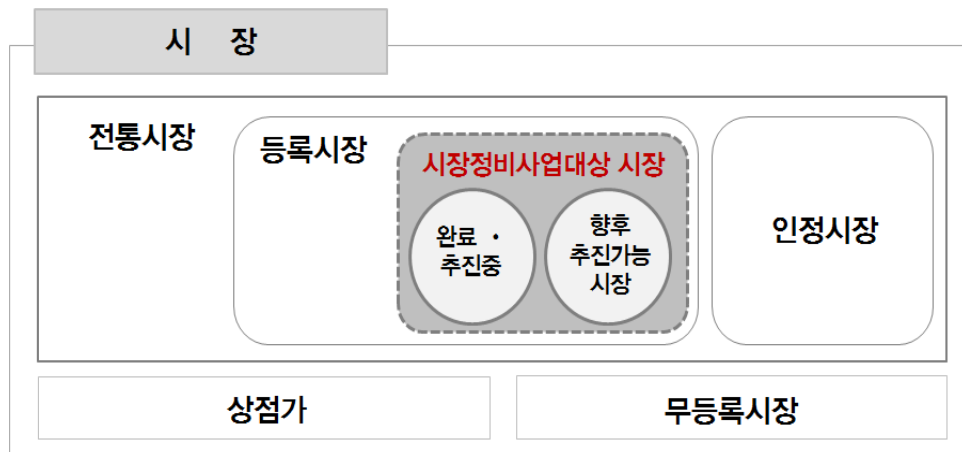 시 장
전통시장
등록시장
시장정비사업대상 시장
완료 ·
추진중
향후
추진가능
시장
인정시장
상점가
무등록시장